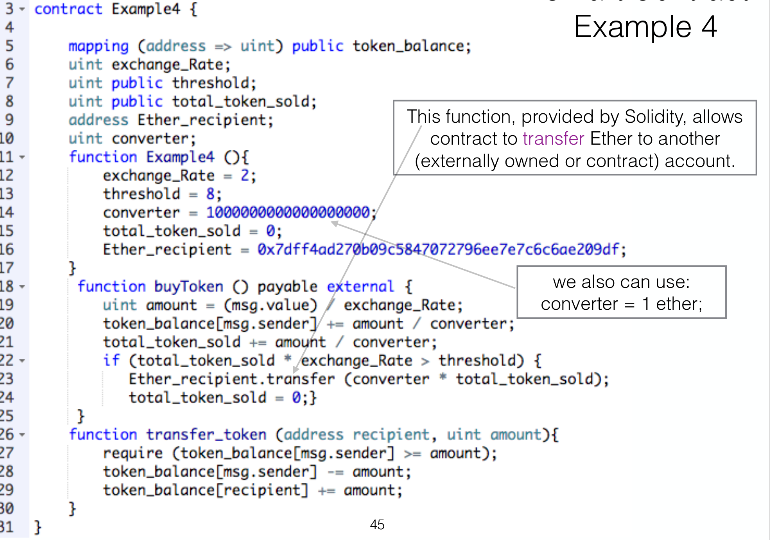 Example 4
3 contract Example4 {
4
5 mapping (address => uint) public token_balance;
6 uint exchange_Rate;
7 uint public threshold;
8 uint public total_token_sold;
9 address Ether_recipient;
10 uint converter;
11 function Example4 (){
12 exchange_Rate = 2;
13 threshold = 8;
14 converter = 1000000000000000000;
15 total_token_sold = 0;
16 Ether_recipient = 0x7dff4ad270b09c5847072796ee7e7c6c6ae209df;
17 }
18 function buyToken () payable external {
19 uint amount = (msg.value) / exchange_Rate;
20 token_balance[msg.sender] += amount / converter;
21 total_token_sold += amount / converter;
22 if (total_token_sold * exchange_Rate > threshold) {
23 Ether_recipient.transfer (converter * total_token_sold);
24 total_token_sold = 0;}
25 }
26 function transfer_token (address recipient, uint amount){
27 require (token_balance[msg.sender] >= amount);
28 token_balance[msg.sender] -= amount;
29 token_balance[recipient] += amount;
30 }
31 }
This function, provided by Solidity, allows
contract to transfer Ether to another
(externally owned or contract) account.
we also can use:
converter = 1 ether;
45